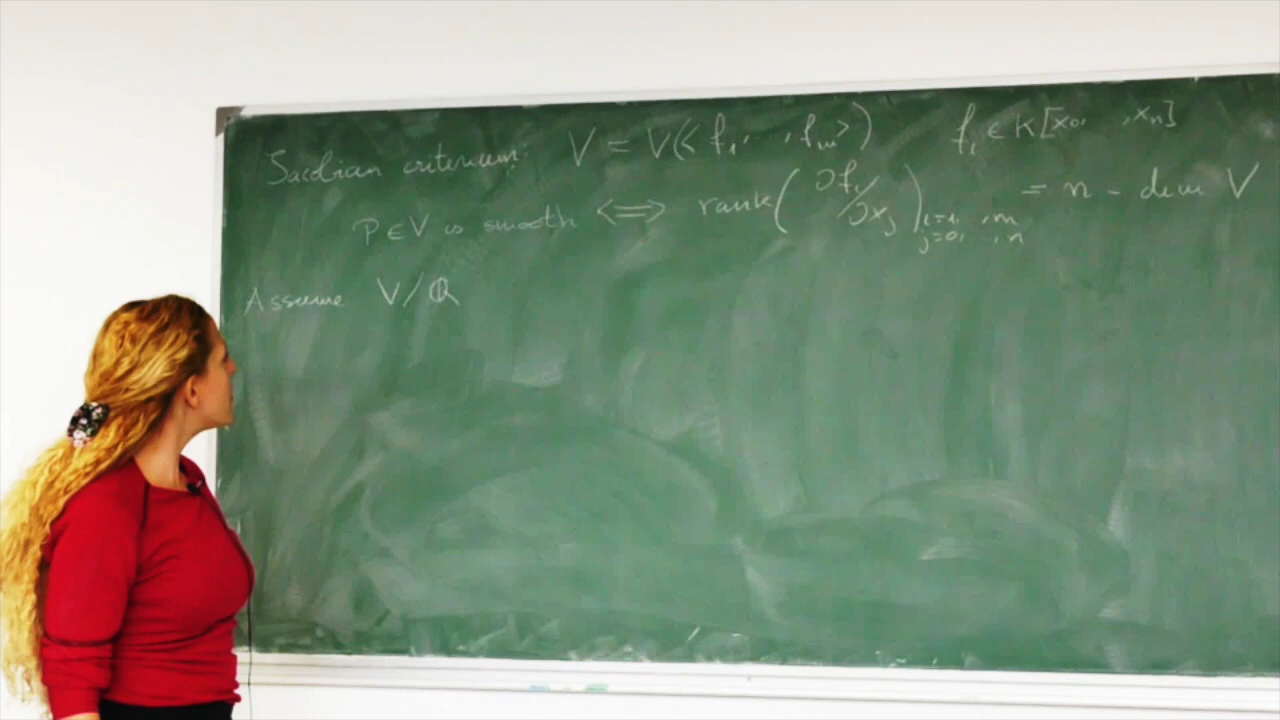 Jacobian criterium: V = V(< f₁, ..., fₘ >) fᵢ ∈ K[x₀, , xₙ]
P ∈ V is smooth <=> rank(∂fᵢ/∂xⱼ)ᵢ₌₁, ,ₘ ⱼ₌₀, ..,ₙ = n - dim V
Assume V/ℚ